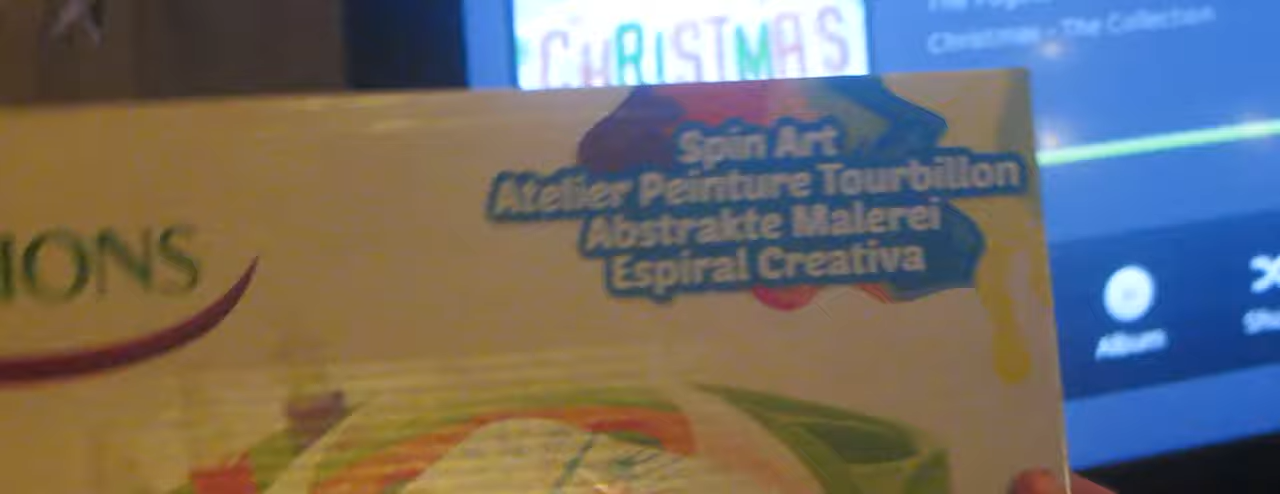 CHRISTMAS
Christmas - The Collection
Spin Art
Atelier Peinture Tourbillon
Abstrakte Malerei
Espiral Creativa
IONS
Album